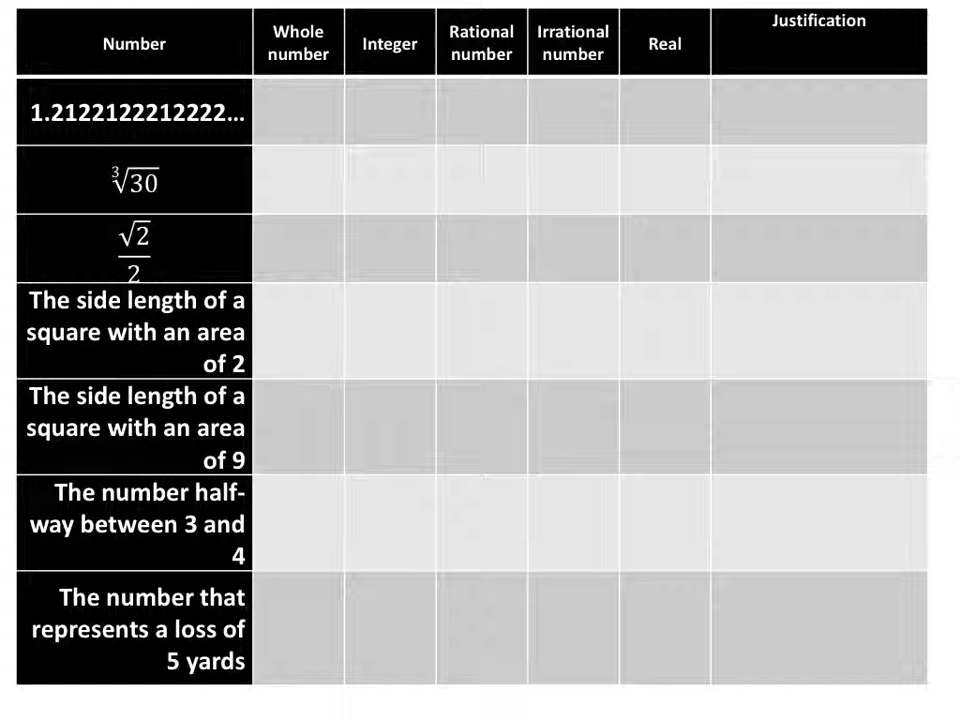 Number
Whole
number
Integer
Rational
number
Irrational
number
Real
Justification
1.2122122212222…
∛30
√2
2
The side length of a
square with an area
of 2
The side length of a
square with an area
of 9
The number half-
way between 3 and
4
The number that
represents a loss of
5 yards